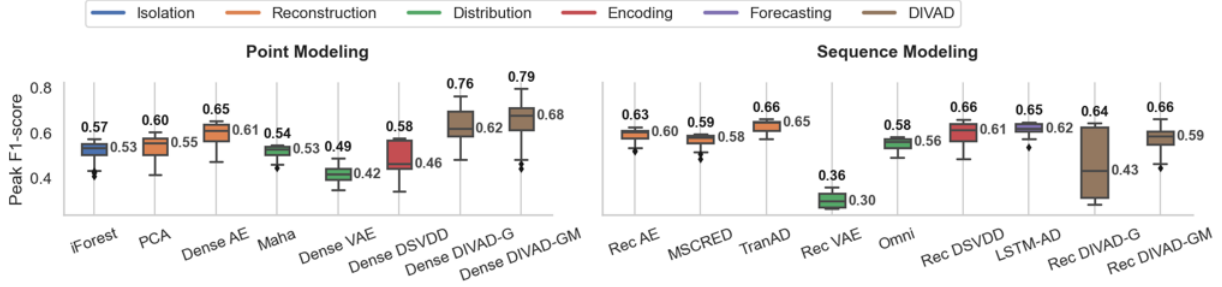 Isolation Reconstruction Distribution Encoding Forecasting DIVAD
Point Modeling Sequence Modeling
Peak F1-score
0.8
0.6
0.4
0.57 0.60 0.65 0.54 0.49 0.58 0.76 0.79 0.63 0.59 0.66 0.36 0.58 0.66 0.65 0.64 0.66
0.53 0.55 0.61 0.53 0.42 0.46 0.62 0.68 0.60 0.58 0.65 0.30 0.56 0.61 0.62 0.43 0.59
iForest PCA Dense AE Maha Dense VAE Dense DSVDD Dense DIVAD-G Dense DIVAD-GM Rec AE MSCRED TranAD Rec VAE Omni Rec DSVDD LSTM-AD Rec DIVAD-G Rec DIVAD-GM